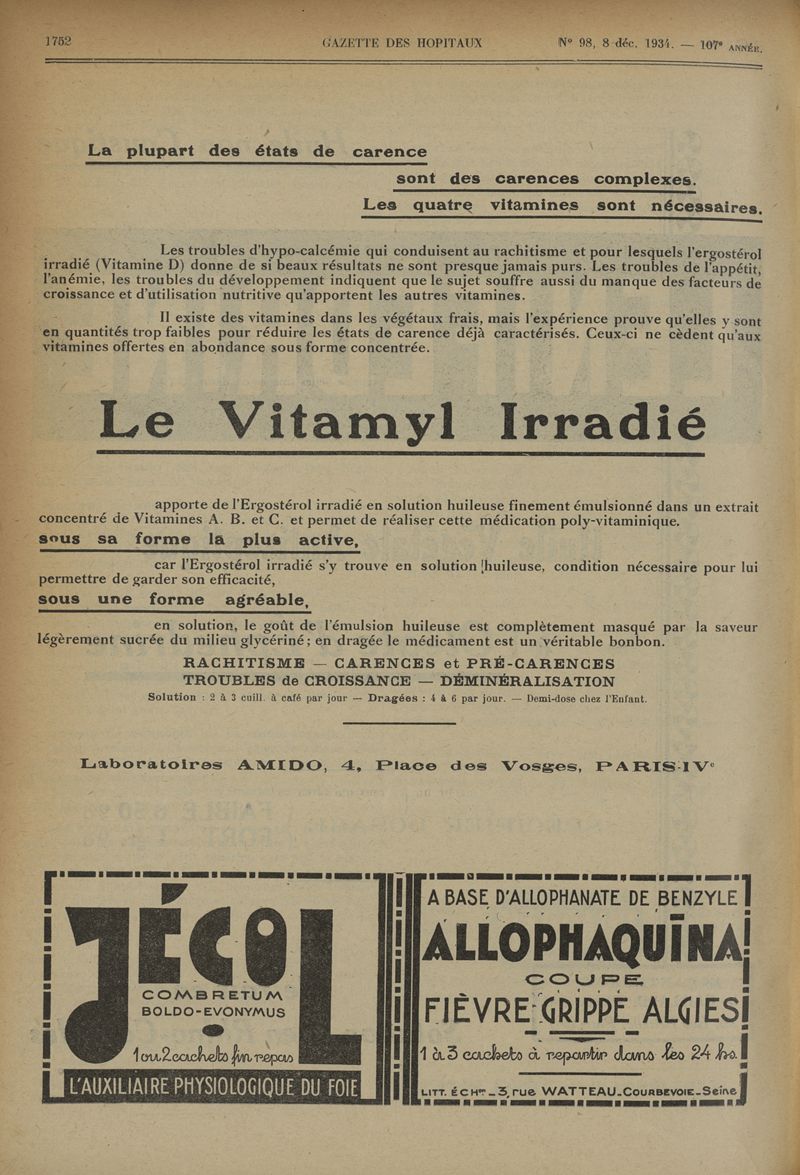 1752
GAZETTE DES HOPITAUX
N° 98, 8 déc. 1934. — 107e ANNÉE.
La plupart des états de carence
sont des carences complexes.
Les quatre vitamines sont nécessaires.
Les troubles d'hypo-calcémie qui conduisent au rachitisme et pour lesquels l'ergostérol
irradié (Vitamine D) donne de si beaux résultats ne sont presque jamais purs. Les troubles de l'appétit,
l'anémie, les troubles du développement indiquent que le sujet souffre aussi du manque des facteurs de
croissance et d'utilisation nutritive qu'apportent les autres vitamines.
Il existe des vitamines dans les végétaux frais, mais l'expérience prouve qu'elles y sont
en quantités trop faibles pour réduire les états de carence déjà caractérisés. Ceux-ci ne cèdent qu'aux
vitamines offertes en abondance sous forme concentrée.
Le Vitamyl Irradié
apporte de l'Ergostérol irradié en solution huileuse finement émulsionné dans un extrait
concentré de Vitamines A. B. et C. et permet de réaliser cette médication poly-vitaminique.
sous sa forme la plus active,
car l'Ergostérol irradié s'y trouve en solution huileuse, condition nécessaire pour lui
permettre de garder son efficacité,
sous une forme agréable,
en solution, le goût de l'émulsion huileuse est complètement masqué par la saveur
légèrement sucrée du milieu glycériné; en dragée le médicament est un véritable bonbon.
RACHITISME — CARENCES et PRÉ-CARENCES
TROUBLES de CROISSANCE — DÉMINÉRALISATION
Solution : 2 à 3 cuill. à café par jour — Dragées : 4 à 6 par jour. — Demi-dose chez l'Enfant.
Laboratoires AMIDO, 4, Place des Vosges, PARIS-IVe
JÉCOL
COMBRETUM
BOLDO-EVONYMUS
1 ou 2 cachets fin repas
L'AUXILIAIRE PHYSIOLOGIQUE DU FOIE
A BASE D'ALLOPHANATE DE BENZYLE
ALLOPHAQUÎNA
COUPE
FIÈVRE GRIPPE ALGIES
1 à 3 cachets à repartir dans les 24 hs.
LITT. ÉCHons _ 3, rue WATTEAU_COURBEVOIE_Seine